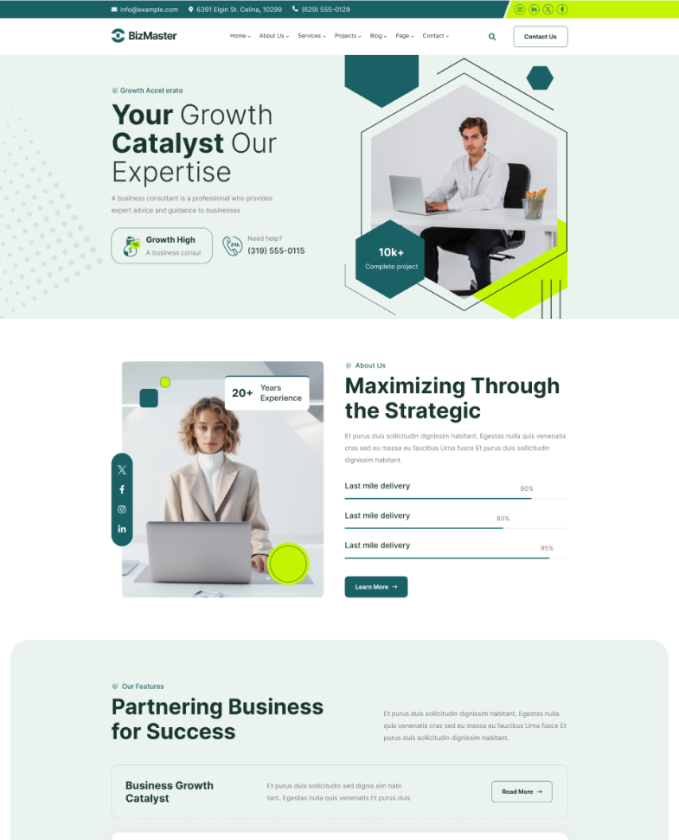 info@example.com 6391 Elgin St. Celina, 10299 (629) 555-0129
BizMaster Home About Us Services Projects Blog Page Contact Contact Us
Growth Accel erato
Your Growth
Catalyst Our
Expertise
A business consultant is a professional who provides
expert advice and guidance to businesses
Growth High
A business consul
24h
Need help?
(319) 555-0115
10k+
Complete project
20+ Years
Experience
About Us
Maximizing Through
the Strategic
Et purus duis sollicitudin dignissim habitant. Egestas nulla quis venenatis
cras sed eu massa eu faucibus Urna fusce Et purus duis sollicitudin
dignissim habitant.
Last mile delivery 90%
Last mile delivery 80%
Last mile delivery 95%
Learn More →
Our Features
Partnering Business
for Success
Et purus duis sollicitudin dignissim habitant. Egestas nulla
quis venenatis cras sed eu massa eu faucibus Urna fusce Et
purus duis sollicitudin dignissim habitant.
Business Growth
Catalyst
Et purus duis sollicitudin sed dignis sim habi
tant. Egestas nulla quis venenatis Et purus duis
Read More →